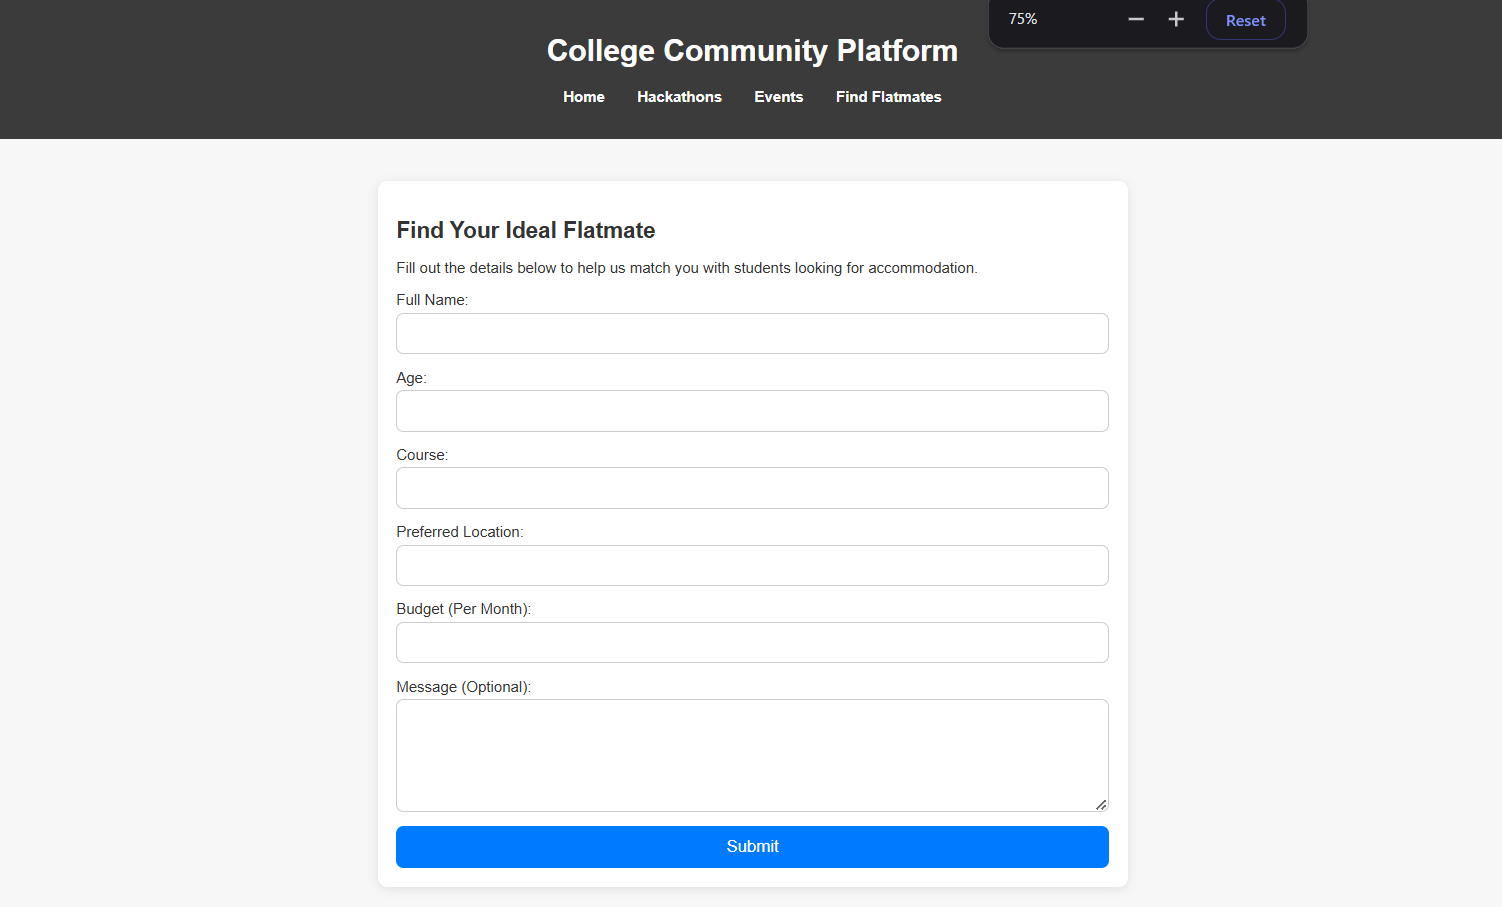 75%
Reset
College Community Platform
Home Hackathons Events Find Flatmates
Find Your Ideal Flatmate
Fill out the details below to help us match you with students looking for accommodation.
Full Name:
Age:
Course:
Preferred Location:
Budget (Per Month):
Message (Optional):
Submit